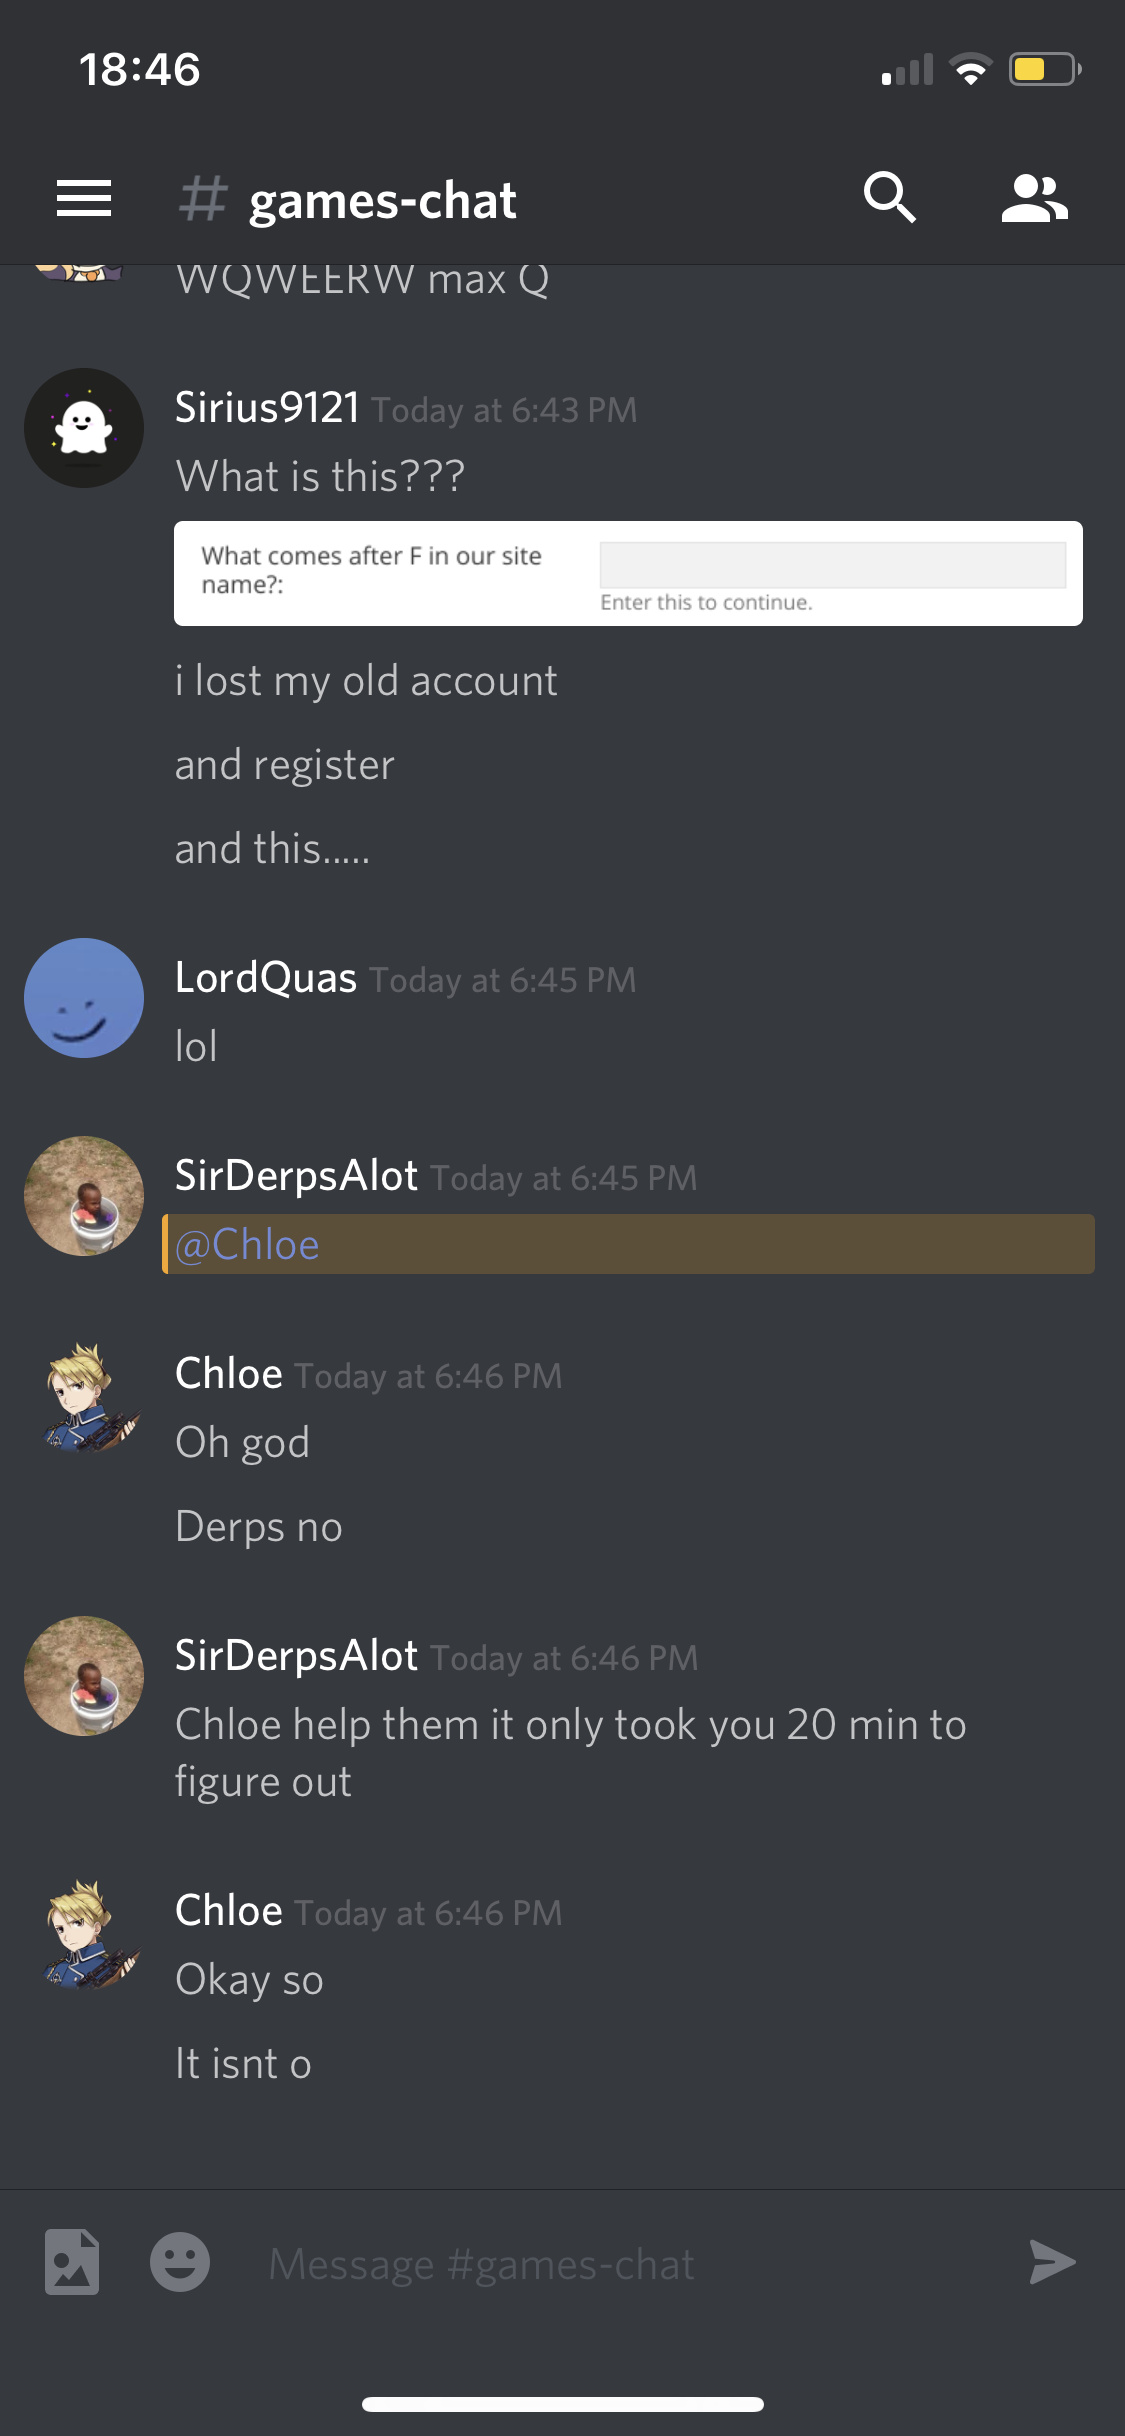 18:46
# games-chat
WQWEERW max Q
Sirius9121 Today at 6:43 PM
What is this???
What comes after F in our site
name?:
Enter this to continue.
i lost my old account
and register
and this.....
LordQuas Today at 6:45 PM
lol
SirDerpsAlot Today at 6:45 PM
@Chloe
Chloe Today at 6:46 PM
Oh god
Derps no
SirDerpsAlot Today at 6:46 PM
Chloe help them it only took you 20 min to
figure out
Chloe Today at 6:46 PM
Okay so
It isnt o
Message #games-chat